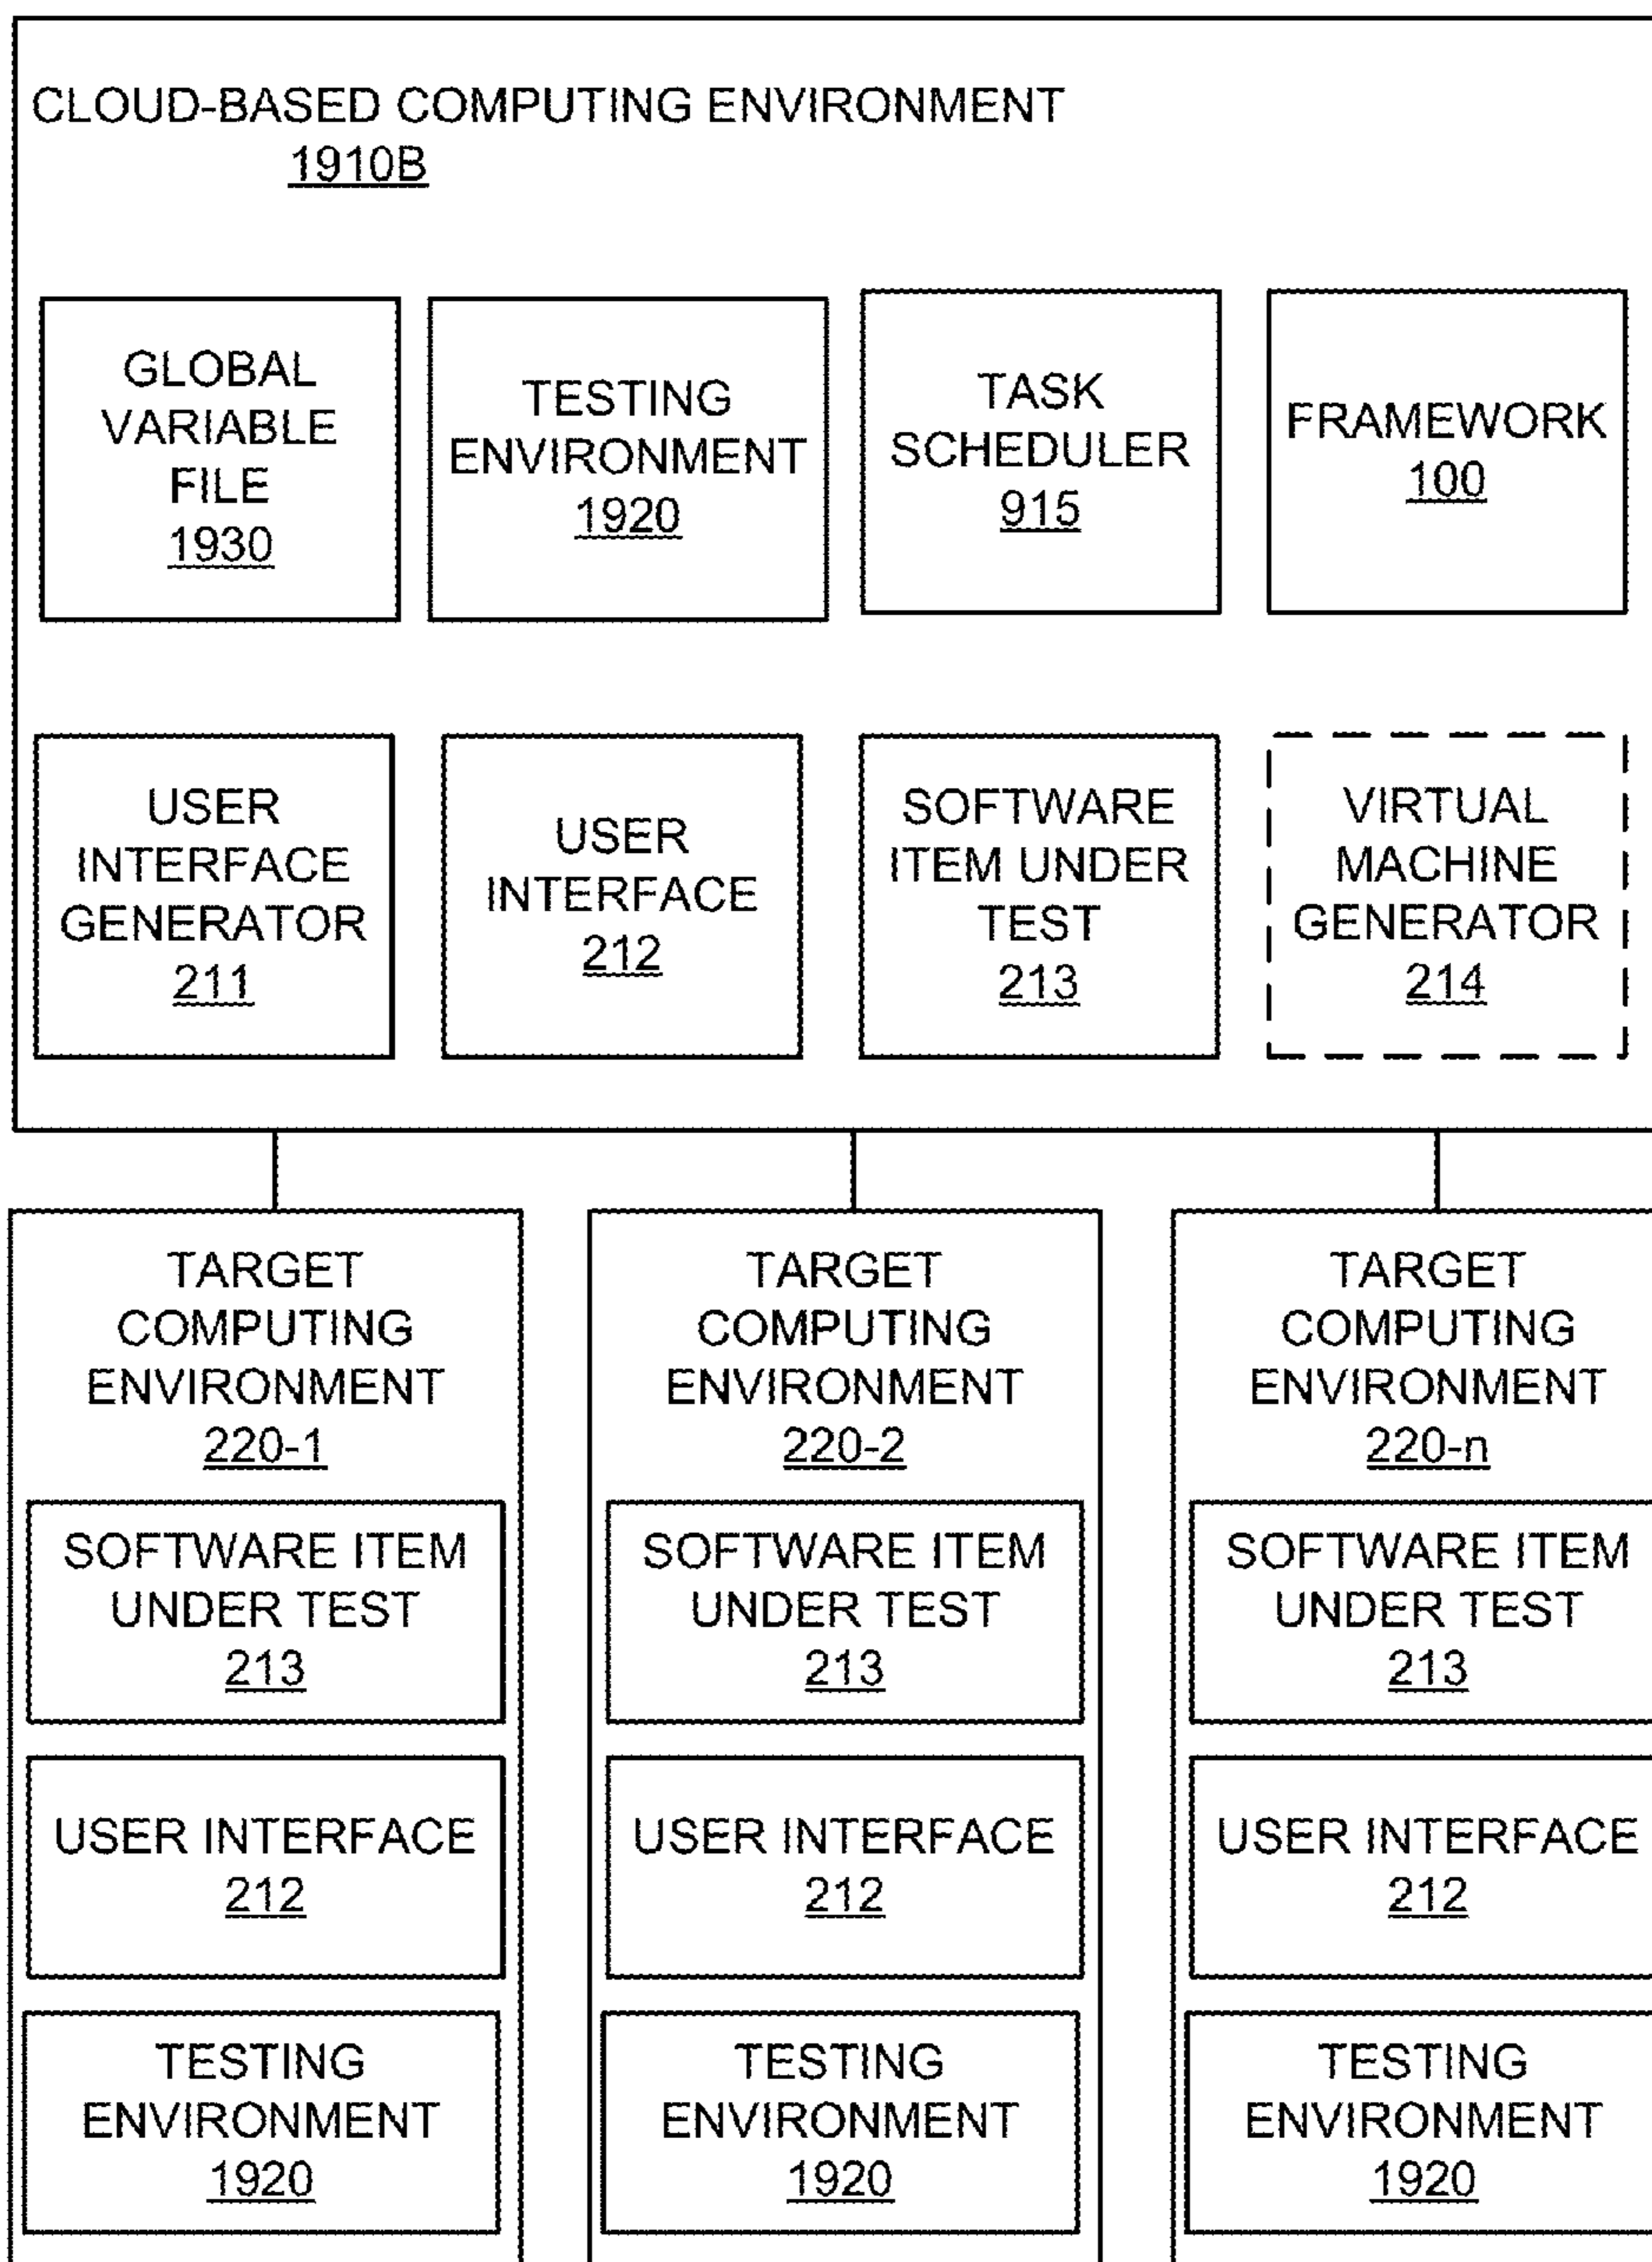 CLOUD-BASED COMPUTING ENVIRONMENT
1910B
GLOBAL
VARIABLE
FILE
1930
TESTING
ENVIRONMENT
1920
TASK
SCHEDULER
915
FRAMEWORK
100
USER
INTERFACE
GENERATOR
211
USER
INTERFACE
212
SOFTWARE
ITEM UNDER
TEST
213
VIRTUAL
MACHINE
GENERATOR
214
TARGET
COMPUTING
ENVIRONMENT
220-1
SOFTWARE ITEM
UNDER TEST
213
USER INTERFACE
212
TESTING
ENVIRONMENT
1920
TARGET
COMPUTING
ENVIRONMENT
220-2
SOFTWARE ITEM
UNDER TEST
213
USER INTERFACE
212
TESTING
ENVIRONMENT
1920
TARGET
COMPUTING
ENVIRONMENT
220-n
SOFTWARE ITEM
UNDER TEST
213
USER INTERFACE
212
TESTING
ENVIRONMENT
1920